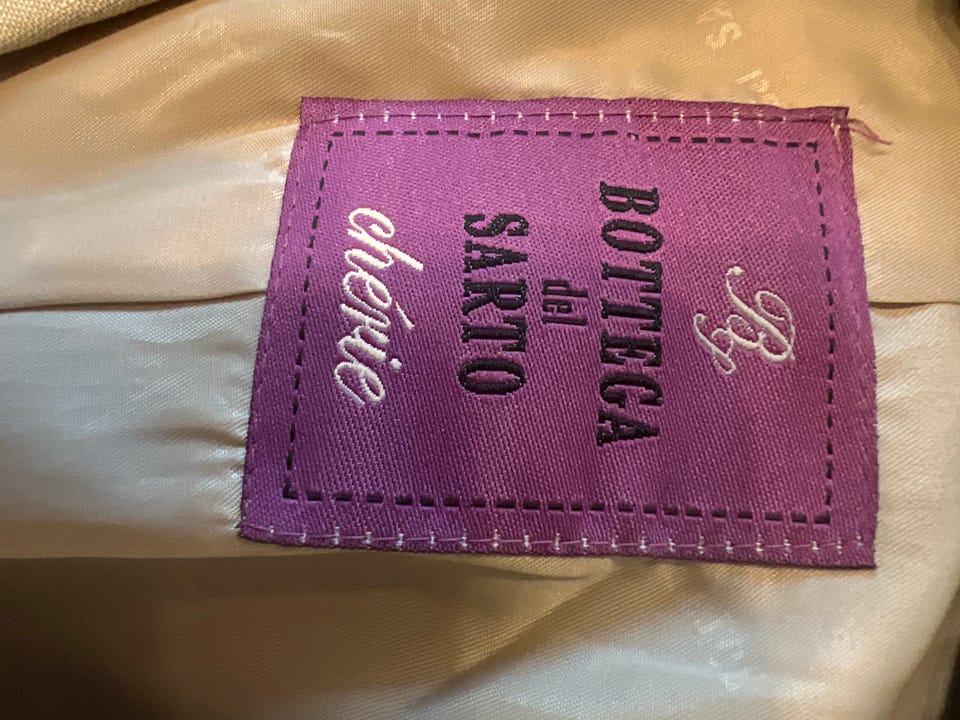 BOTTEGA
del
SARTO
chérie